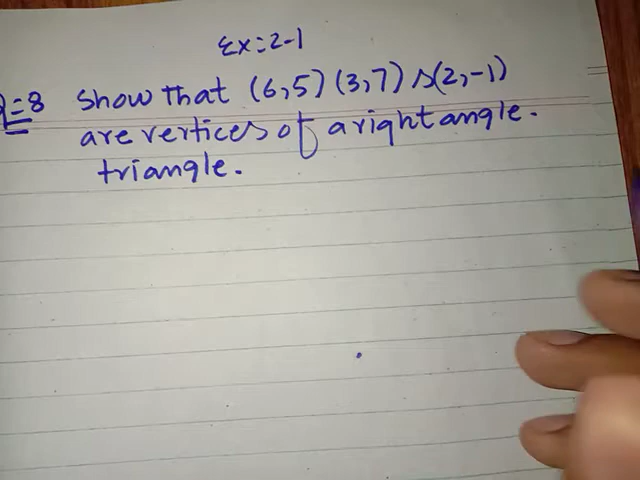 Ex=2-1
Q=8 Show that (6,5) (3,7) & (2,-1)
are vertices of a right angle.
triangle.